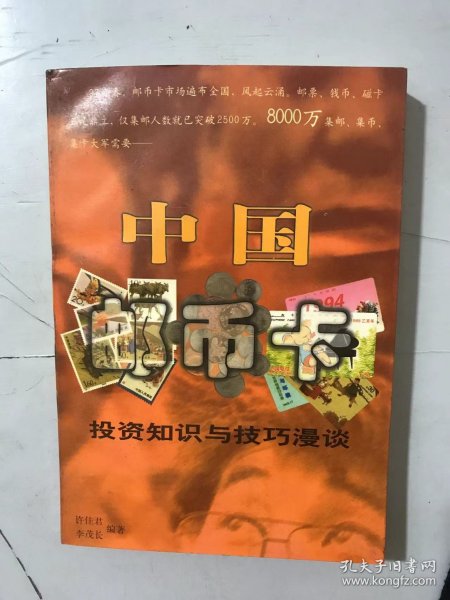 来,邮币卡市场遍布全国、风起云涌。邮票、钱币、磁卡
仅集邮人数就已突破2500万。8000万集邮、集币、
集卡大军需要——
中国
1994
邮币卡
投资知识与技巧漫谈
许佳君
李茂长
编著
孔夫子旧书网
www.kongfz.com